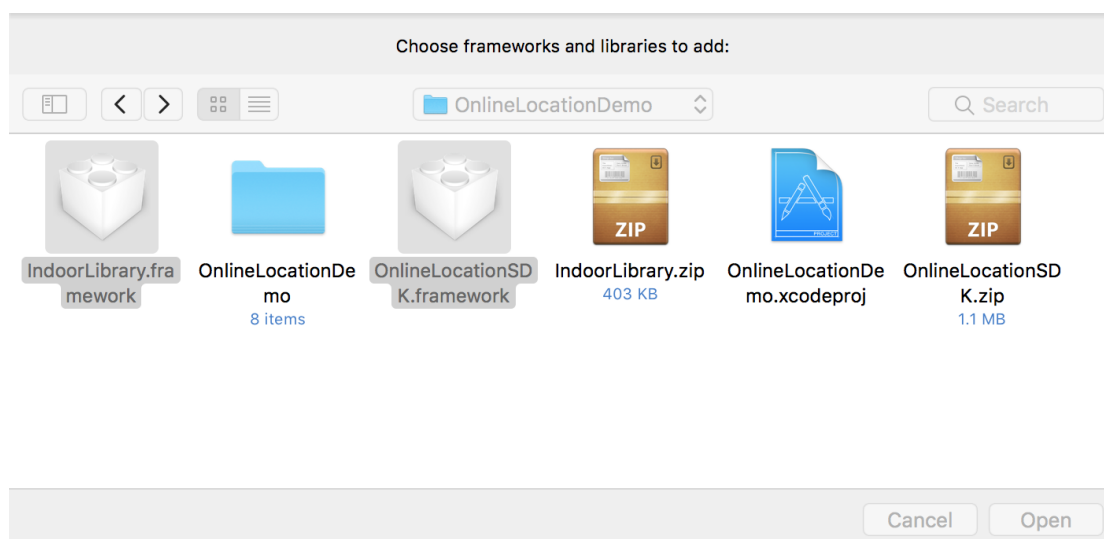 Choose frameworks and libraries to add:
OnlineLocationDemo
Search
IndoorLibrary.fra
mework
OnlineLocationDe
mo
8 items
OnlineLocationSD
K.framework
ZIP
IndoorLibrary.zip
403 KB
PROJECT
OnlineLocationDe
mo.xcodeproj
ZIP
OnlineLocationSD
K.zip
1.1 MB
Cancel
Open